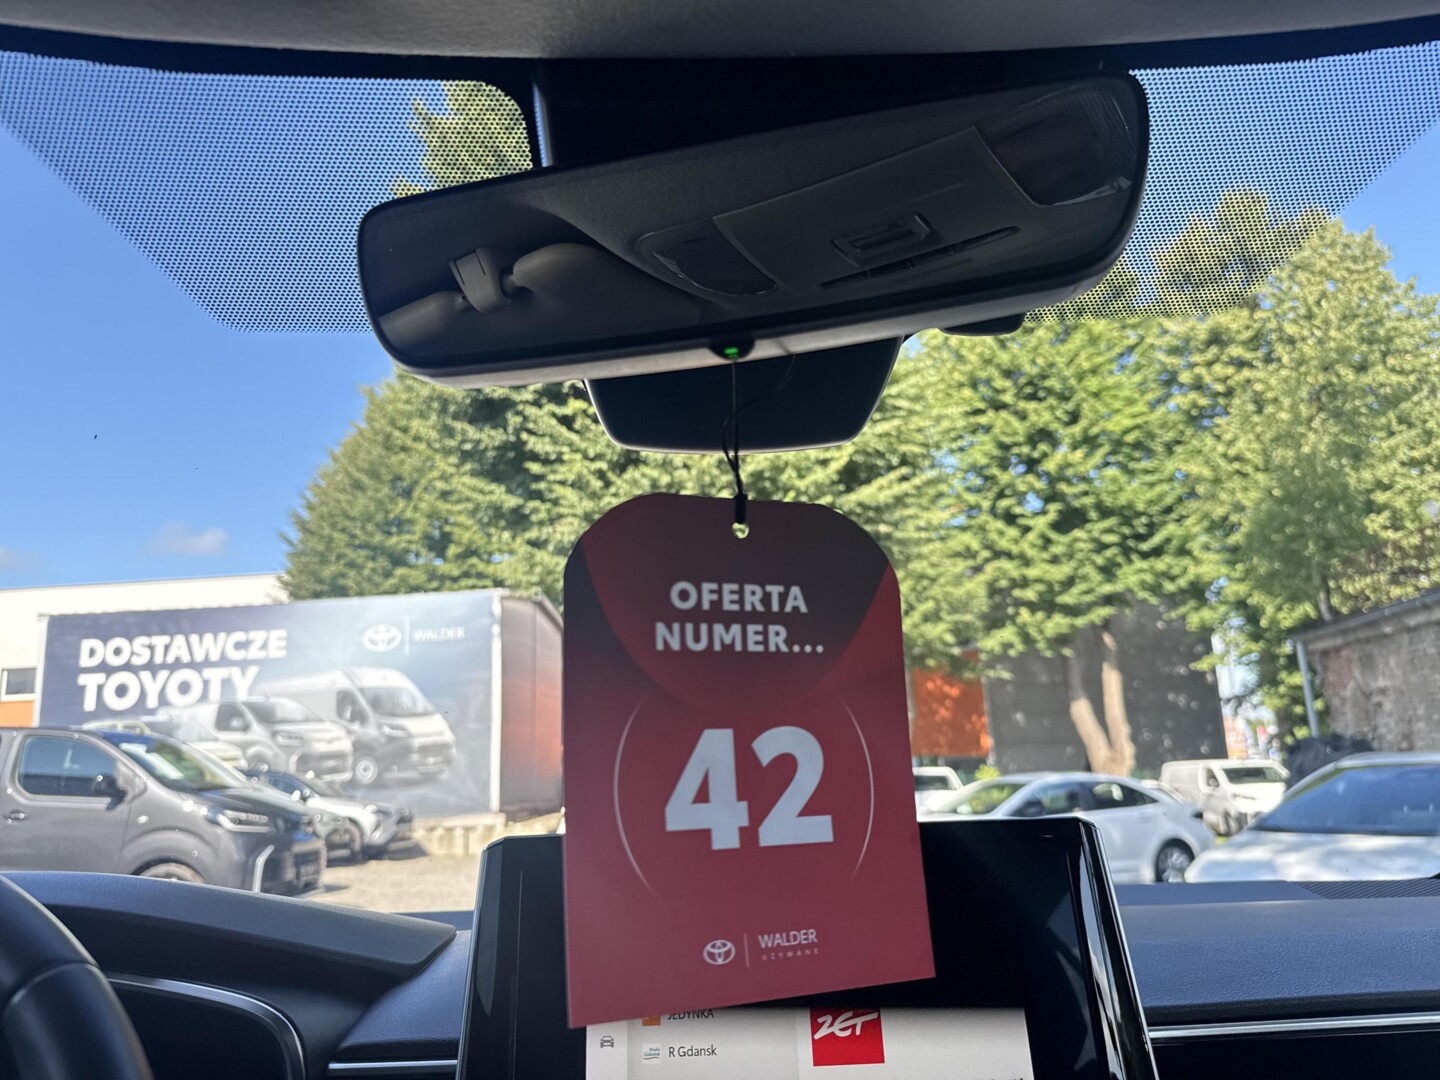 DOSTAWCZE
TOYOTY
WALDER
OFERTA
NUMER...
42
WALDER
UŻYWANE
JEDYNKA
R Gdansk
ZET